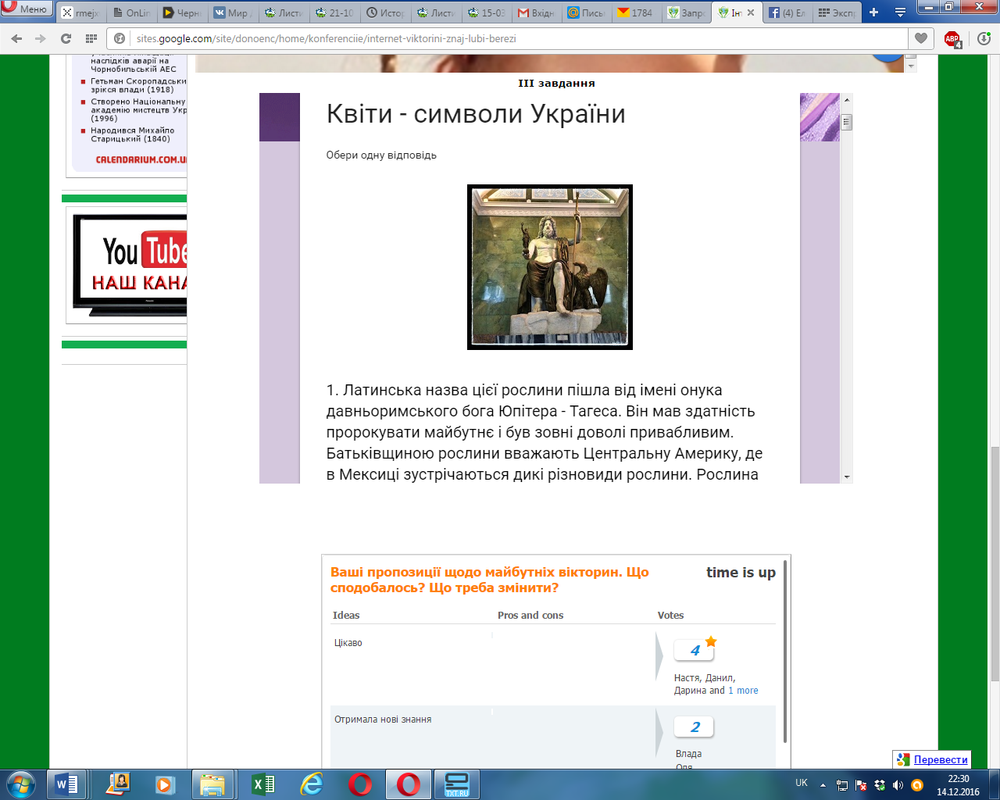 Меню
rmejx
OnLin
Черн
Мир
Листи
21-10
Истор
Листи
15-03
Вхідн
Письм
1784
Запро
Інт
(4) Ел
Экспр
sites.google.com/site/donoenc/home/konferenciie/internet-viktorini-znaj-lubi-berezi
ABP
4
наслідків аварії на
Чорнобильській АЕС
Гетьман Скоропадськи
зрікся влади (1918)
Створено Національну
академію мистецтв Укр
(1996)
Народився Михайло
Старицький (1840)
CALENDARIUM.COM.U
You Tube
НАШ КАНА
III завдання
Квіти - символи України
Обери одну відповідь
1. Латинська назва цієї рослини пішла від імені онука
давньоримського бога Юпітера - Тагеса. Він мав здатність
пророкувати майбутнє і був зовні доволі привабливим.
Батьківщиною рослини вважають Центральну Америку, де
в Мексиці зустрічаються дикі різновиди рослини. Рослина
Ваші пропозиції щодо майбутніх вікторин. Що
сподобалось? Що треба змінити?
time is up
Ideas Pros and cons Votes
Цікаво
4
Настя, Данил,
Дарина and 1 more
Отримала нові знання
2
Влада
Оля
Перевести
TXT.RU
UK
22:30
14.12.2016